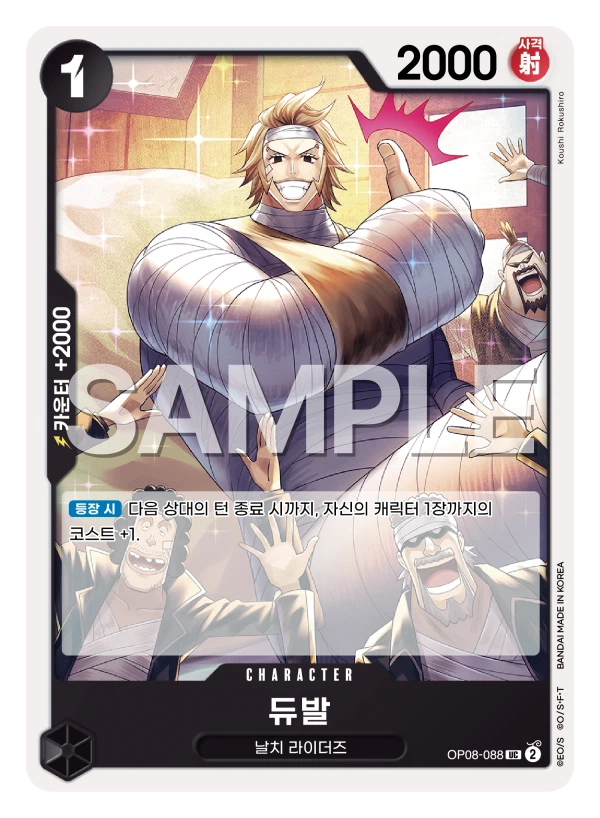 1
2000
사격
射
Koushi Rokushiro
카운터 +2000
SAMPLE
등장 시 다음 상대의 턴 종료 시까지, 자신의 캐릭터 1장까지의
코스트 +1.
CHARACTER
듀발
날치 라이더즈
OP08-088 UC 2
©EO/S ©O/S·F·T BANDAI MADE IN KOREA